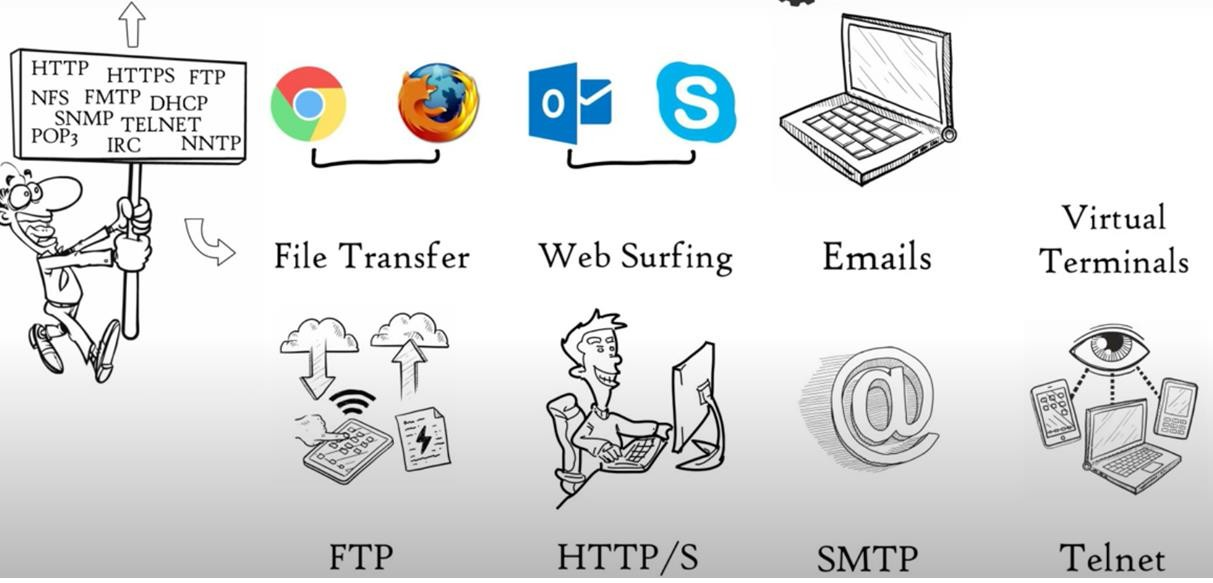 HTTP HTTPS FTP
NFS FMTP DHCP
SNMP TELNET
POP3 IRC NNTP
O
S
File Transfer
Web Surfing
Emails
Virtual
Terminals
@
FTP
HTTP/S
SMTP
Telnet